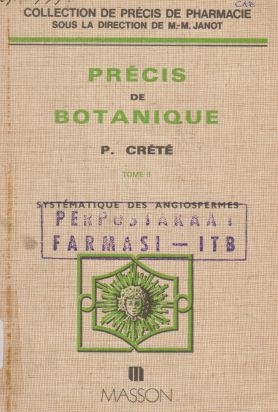 COLLECTION DE PRÉCIS DE PHARMACIE
SOUS LA DIRECTION DE M.-M. JANOT
PRÉCIS
DE
BOTANIQUE
P. CRÉTÉ
TOME II
SYSTÉMATIQUE DES ANGIOSPERMES
PERPUSTAKAAN
FARMASI — ITB
m
MASSON